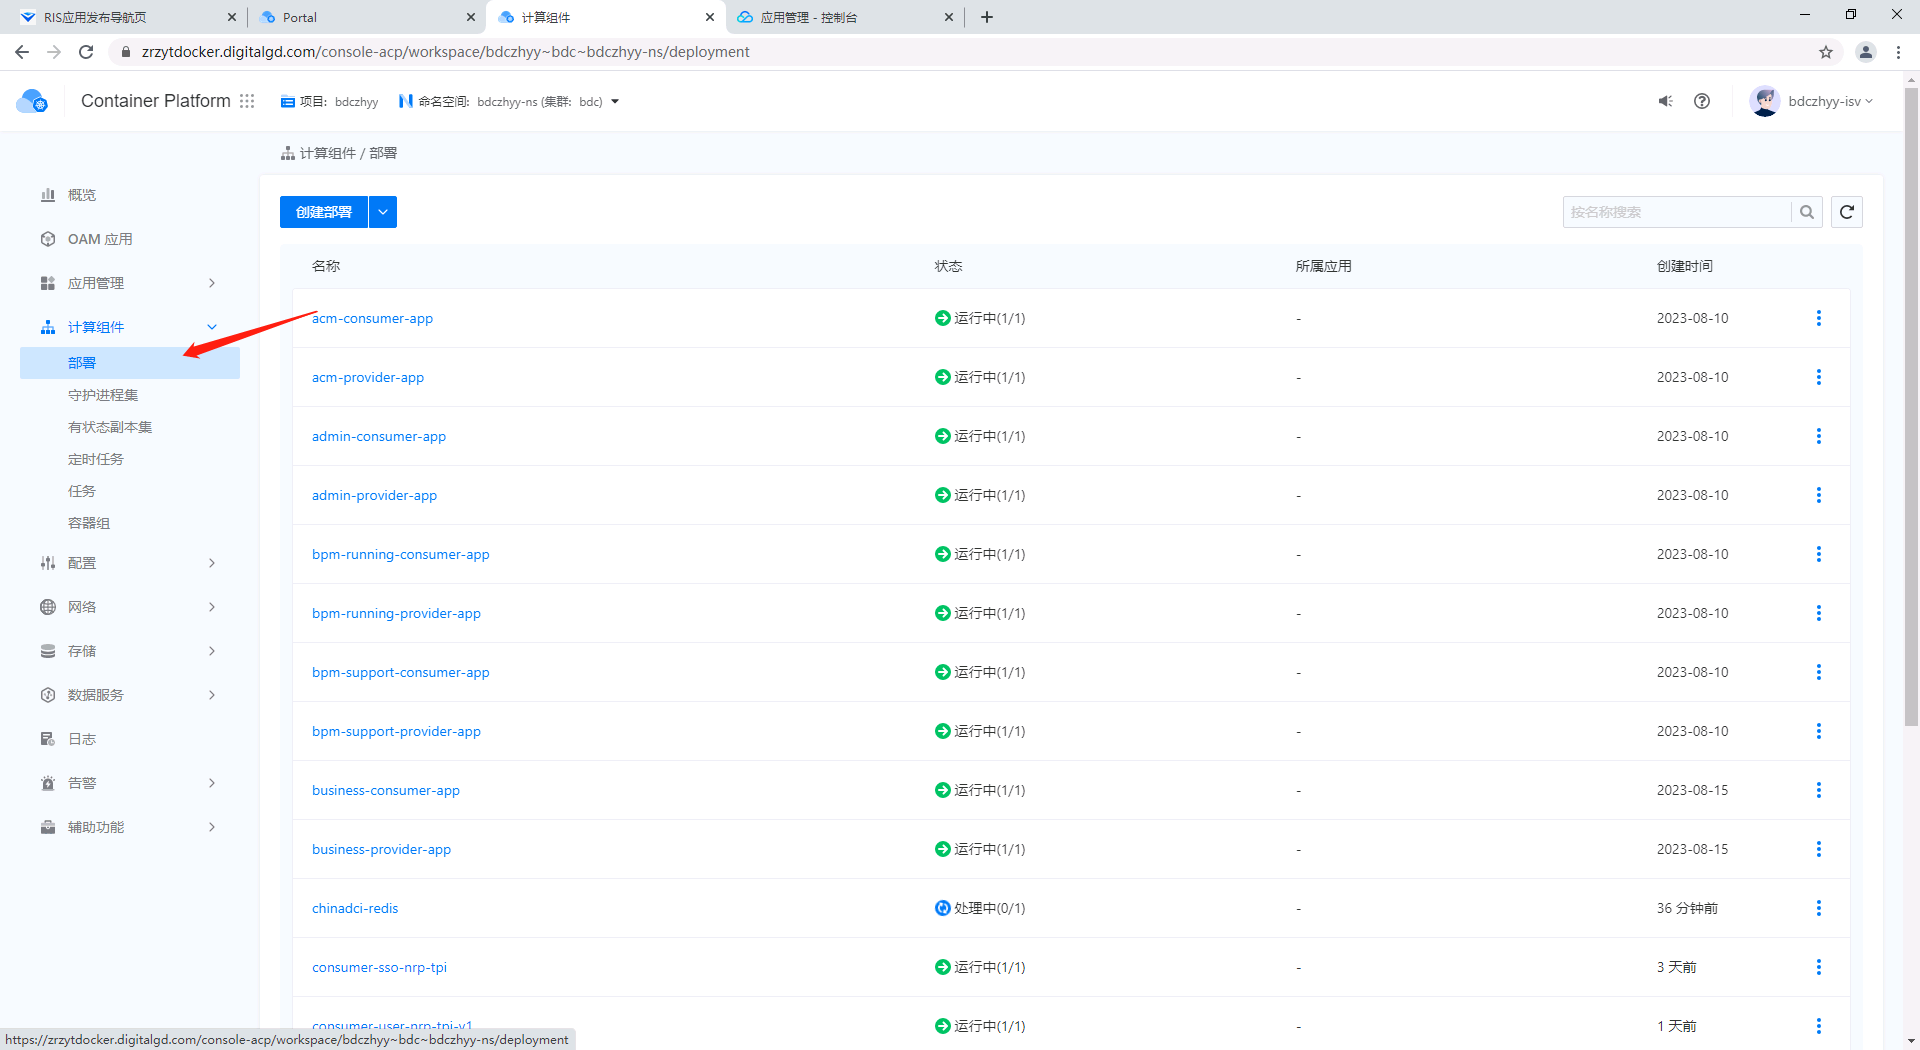 RIS应用发布导航页
Portal
计算组件
应用管理 - 控制台
zrzytdocker.digitalgd.com/console-acp/workspace/bdczhyy~bdc~bdczhyy-ns/deployment
Container Platform
项目: bdczhyy
命名空间: bdczhyy-ns (集群: bdc)
bdczhyy-isv
计算组件 / 部署
概览
OAM 应用
应用管理
计算组件
部署
守护进程集
有状态副本集
定时任务
任务
容器组
配置
网络
存储
数据服务
日志
告警
辅助功能
创建部署
按名称搜索
名称 状态 所属应用 创建时间
acm-consumer-app 运行中(1/1) - 2023-08-10
acm-provider-app 运行中(1/1) - 2023-08-10
admin-consumer-app 运行中(1/1) - 2023-08-10
admin-provider-app 运行中(1/1) - 2023-08-10
bpm-running-consumer-app 运行中(1/1) - 2023-08-10
bpm-running-provider-app 运行中(1/1) - 2023-08-10
bpm-support-consumer-app 运行中(1/1) - 2023-08-10
bpm-support-provider-app 运行中(1/1) - 2023-08-10
business-consumer-app 运行中(1/1) - 2023-08-15
business-provider-app 运行中(1/1) - 2023-08-15
chinadci-redis 处理中(0/1) - 36 分钟前
consumer-sso-nrp-tpi 运行中(1/1) - 3 天前
consumer-user-nrp-tpi-v1 运行中(1/1) - 1 天前
https://zrzytdocker.digitalgd.com/console-acp/workspace/bdczhyy~bdc~bdczhyy-ns/deployment